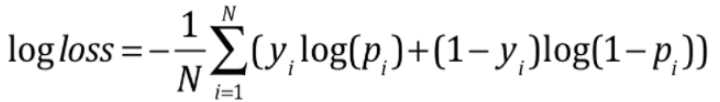 log loss = −1/N ∑_{i=1}^{N} (y_i log(p_i) + (1 − y_i)log(1 − p_i))